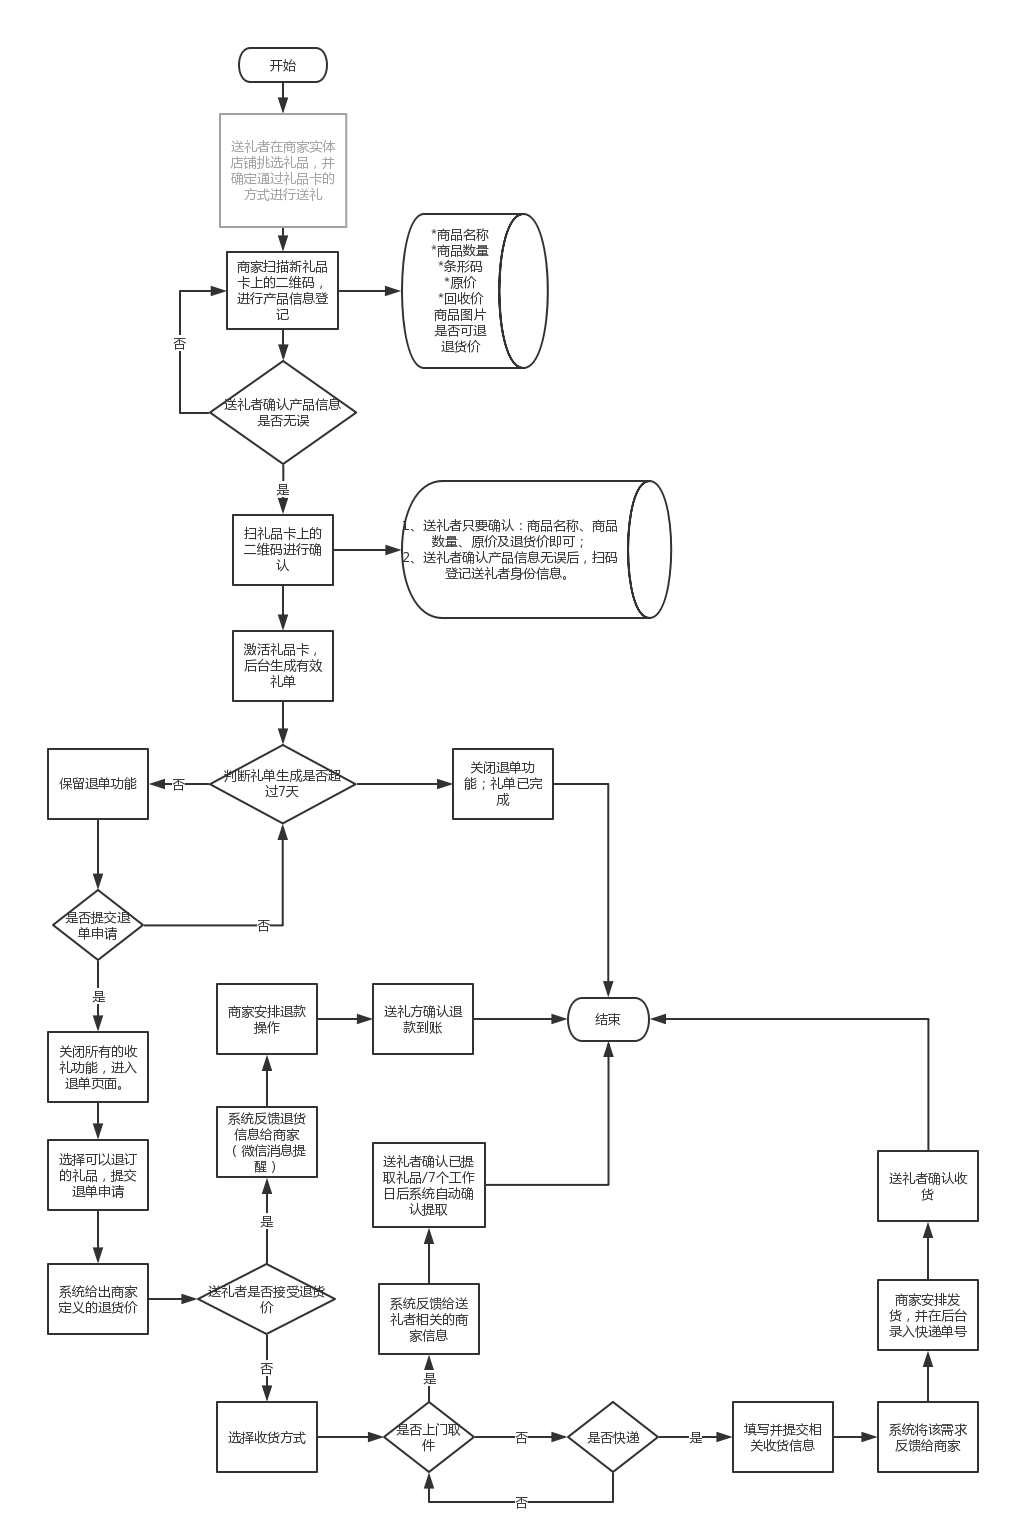 开始
送礼者在商家实体
店铺挑选礼品，并
确定通过礼品卡的
方式进行送礼
商家扫描新礼品
卡上的二维码，
进行产品信息登
记
*商品名称
*商品数量
*条形码
*原价
*回收价
商品图片
是否可退
退货价
否
送礼者确认产品信息
是否无误
是
扫礼品卡上的
二维码进行确
认
1、送礼者只要确认：商品名称、商品
数量、原价及退货价即可；
2、送礼者确认产品信息无误后，扫码
登记送礼者身份信息。
激活礼品卡，
后台生成有效
礼单
保留退单功能
否
判断礼单生成是否超
过7天
关闭退单功
能；礼单已完
成
是否提交退
单申请
否
是
商家安排退款
操作
送礼方确认退
款到账
结束
关闭所有的收
礼功能，进入
退单页面。
系统反馈退货
信息给商家
（微信消息提
醒）
选择可以退订
的礼品，提交
退单申请
送礼者确认已提
取礼品/7个工作
日后系统自动确
认提取
送礼者确认收
货
是
系统给出商家
定义的退货价
送礼者是否接受退货
价
系统反馈给送
礼者相关的商
家信息
商家安排发
货，并在后台
录入快递单号
否
是
选择收货方式
是否上门取
件
否
是否快递
是
填写并提交相
关收货信息
系统将该需求
反馈给商家
否